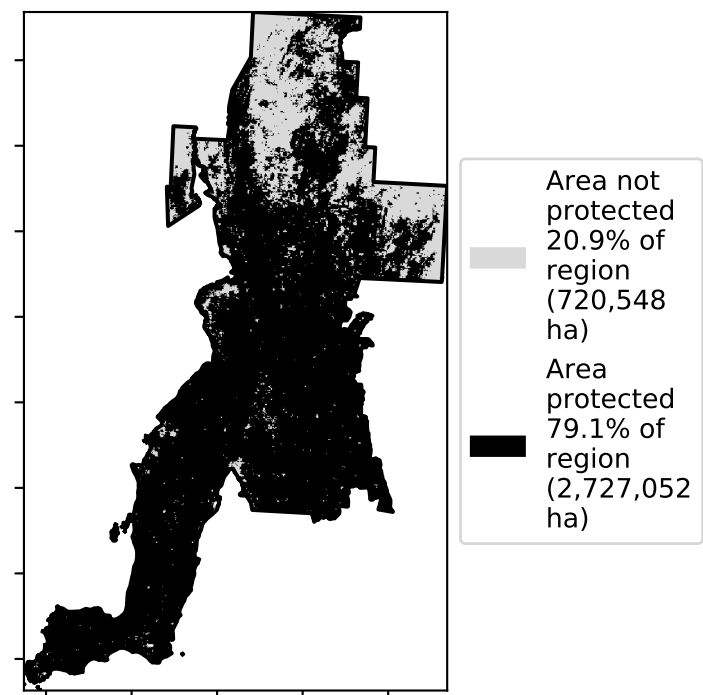 Area not
protected
20.9% of
region
(720,548
ha)
Area
protected
79.1% of
region
(2,727,052
ha)